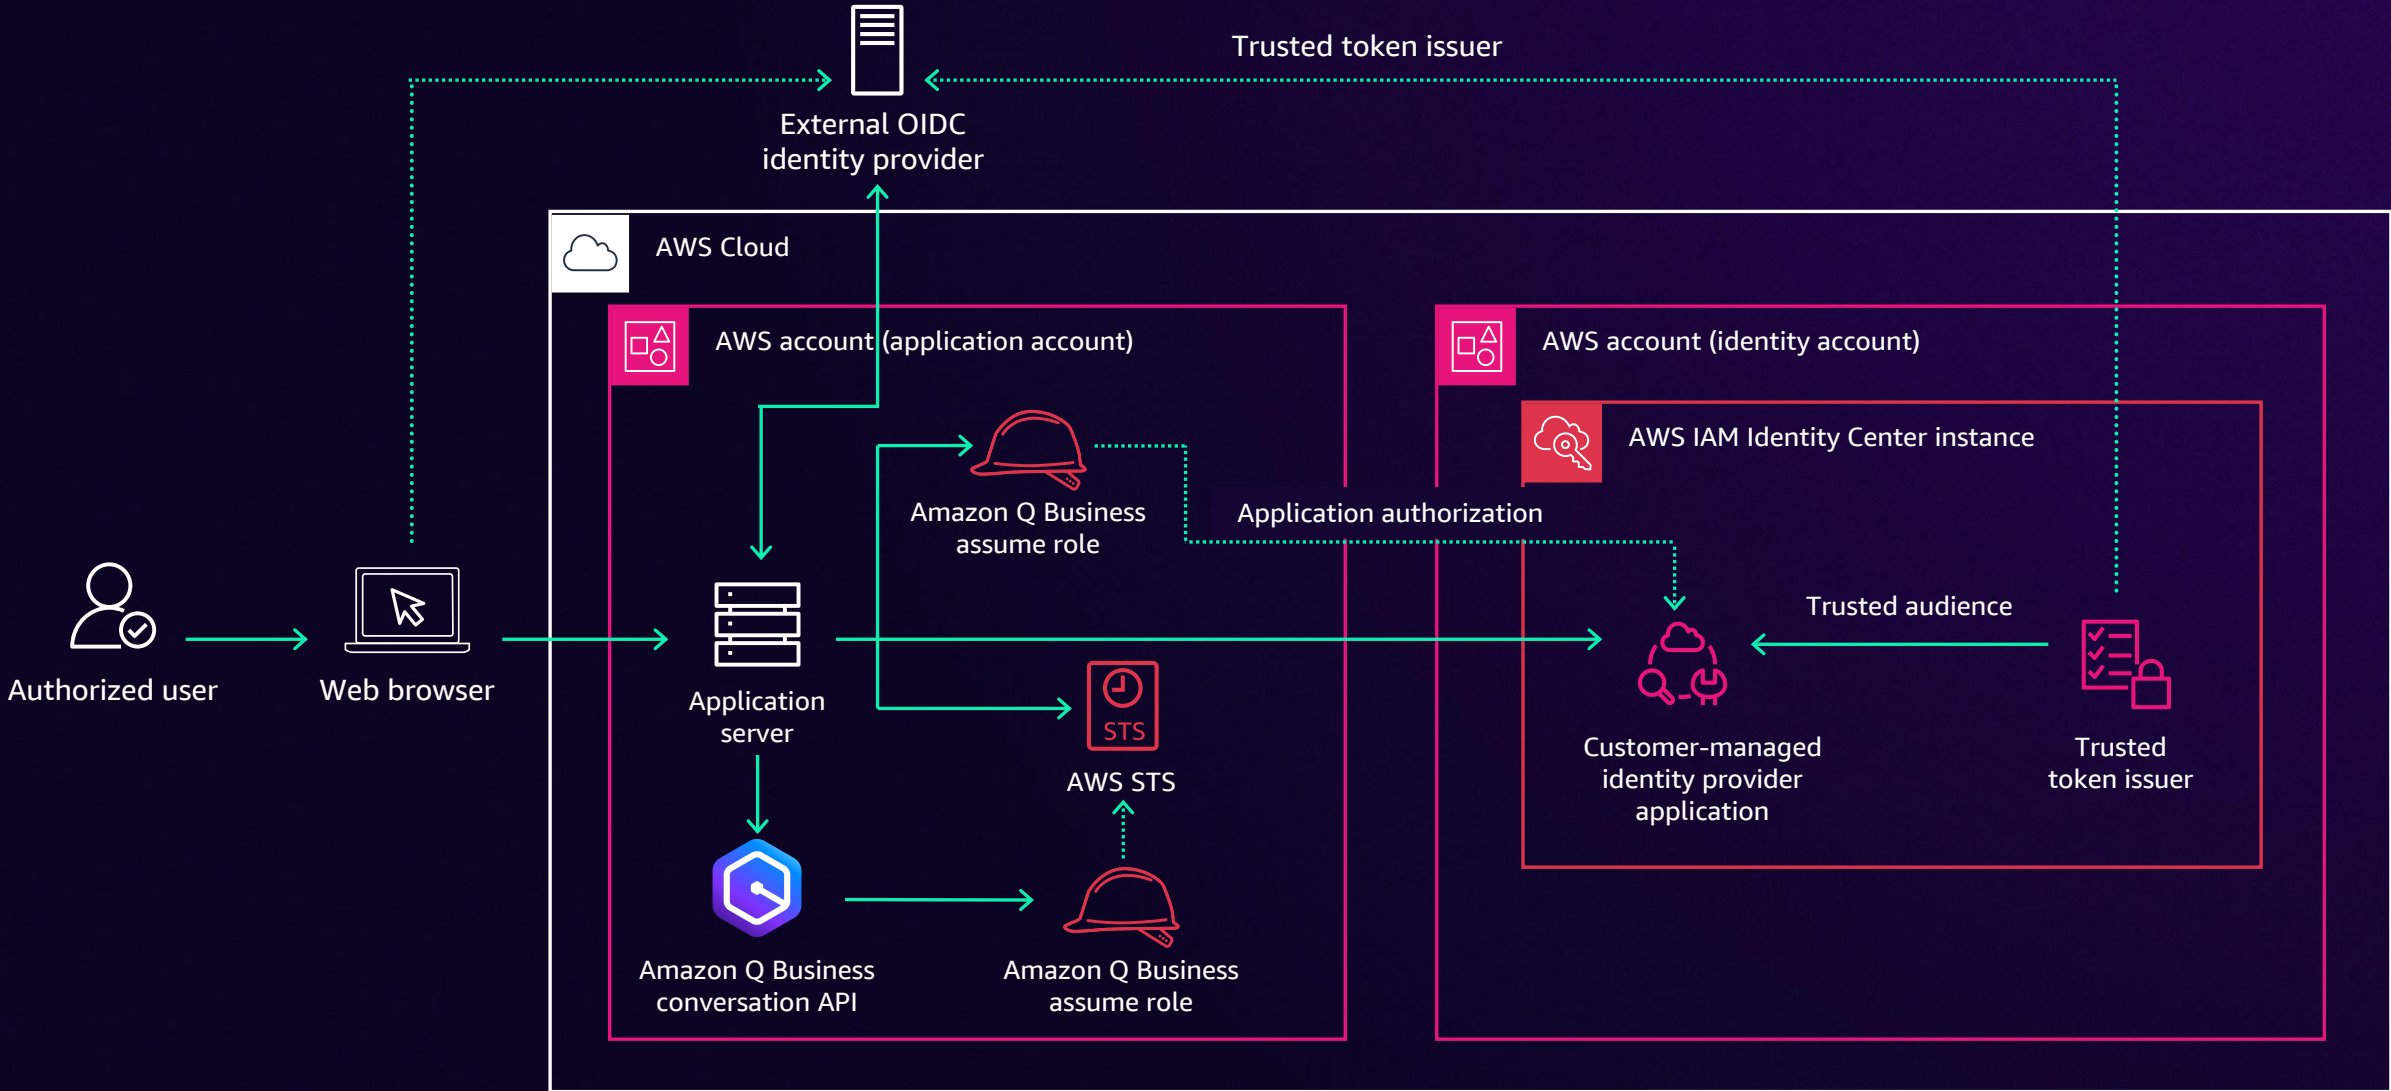 Trusted token issuer
External OIDC
identity provider
AWS Cloud
AWS account (application account)
AWS account (identity account)
AWS IAM Identity Center instance
Amazon Q Business
assume role
Application authorization
Trusted audience
Authorized user
Web browser
Application
server
STS
AWS STS
Customer-managed
identity provider
application
Trusted
token issuer
Amazon Q Business
conversation API
Amazon Q Business
assume role